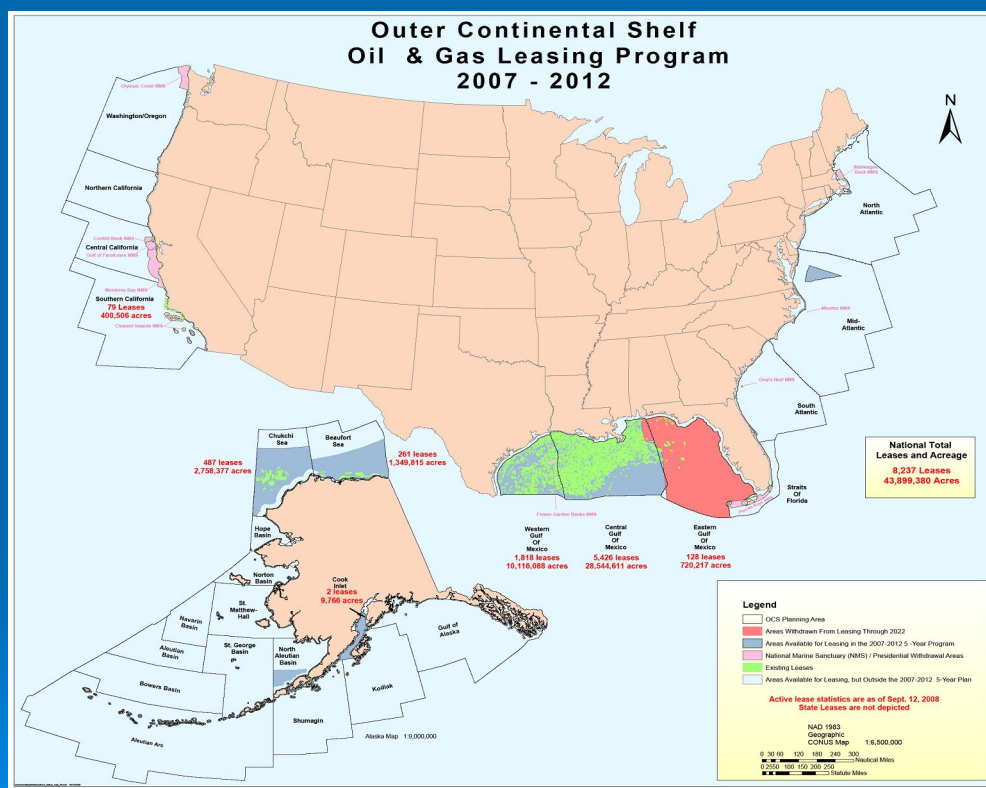 Outer Continental Shelf
Oil & Gas Leasing Program
2007 - 2012
N
Olympic Coast NMS
Washington/Oregon
Northern California
Cordell Bank NMS
Central California
Gulf of Farallones NMS
Monterey Bay NMS
Southern California
79 Leases
400,506 acres
Channel Islands NMS
Stellwagen
Bank NMS
North
Atlantic
Monitor NMS
Mid-
Atlantic
Gray's Reef NMS
South
Atlantic
Straits
Of
Florida
National Total
Leases and Acreage
8,237 Leases
43,899,380 Acres
Flower Garden Banks NMS
Western
Gulf
Of
Mexico
1,818 leases
10,116,088 acres
Central
Gulf
Of
Mexico
5,426 leases
28,544,611 acres
Eastern
Gulf
Of
Mexico
128 leases
720,217 acres
Chukchi
Sea
Beaufort
Sea
487 leases
2,758,377 acres
261 leases
1,349,815 acres
Hope
Basin
Norton
Basin
Cook
Inlet
2 leases
9,766 acres
St.
Matthew-
Hall
Navarin
Basin
Aleutian
Basin
St. George
Basin
North
Aleutian
Basin
Gulf of
Alaska
Bowers Basin
Kodiak
Shumagin
Aleutian Arc
Alaska Map 1:9,000,000
Legend
OCS Planning Area
Areas Withdrawn From Leasing Through 2022
Areas Available for Leasing in the 2007-2012 5 -Year Program
National Marine Sanctuary (NMS) / Presidential Withdrawal Areas
Existing Leases
Areas Available for Leasing, but Outside the 2007-2012 5-Year Plan
Active lease statistics are as of Sept. 12, 2008
State Leases are not depicted
NAD 1983
Geographic
CONUS Map 1:6,500,000
0 30 60 120 180 240 300
Nautical Miles
0 25 50 100 150 200 250
Statute Miles